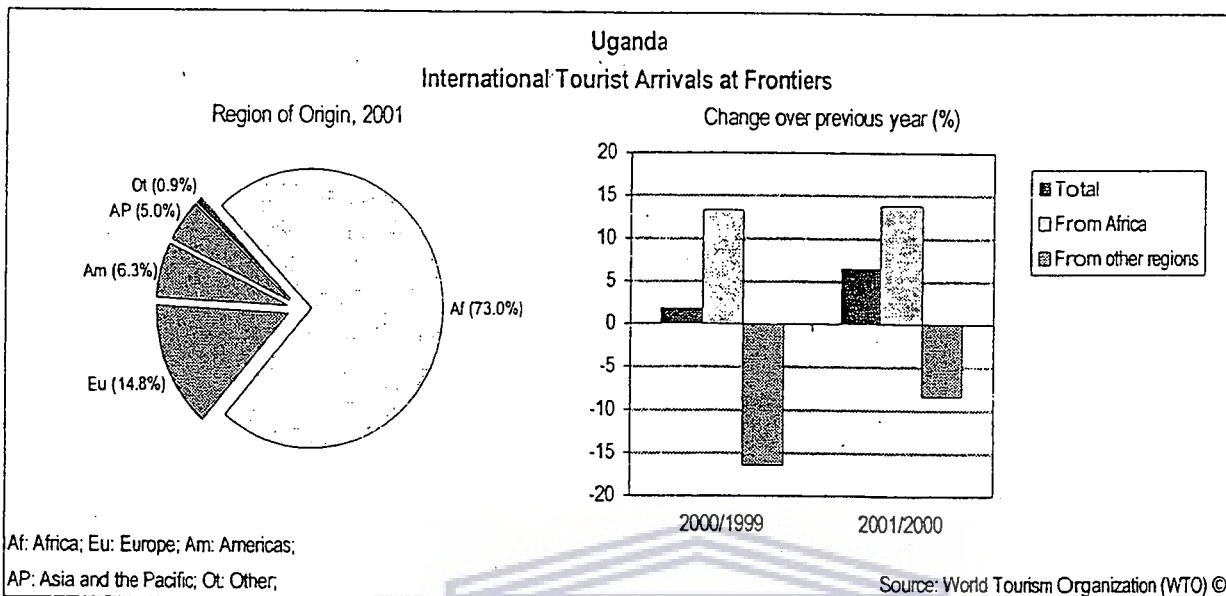 Uganda
International Tourist Arrivals at Frontiers
Region of Origin, 2001
Ot (0.9%)
AP (5.0%)
Am (6.3%)
Eu (14.8%)
Af (73.0%)
Change over previous year (%)
20
15
10
5
0
-5
-10
-15
-20
2000/1999 2001/2000
Total
From Africa
From other regions
Af: Africa; Eu: Europe; Am: Americas;
AP: Asia and the Pacific; Ot: Other;
Source: World Tourism Organization (WTO) ©